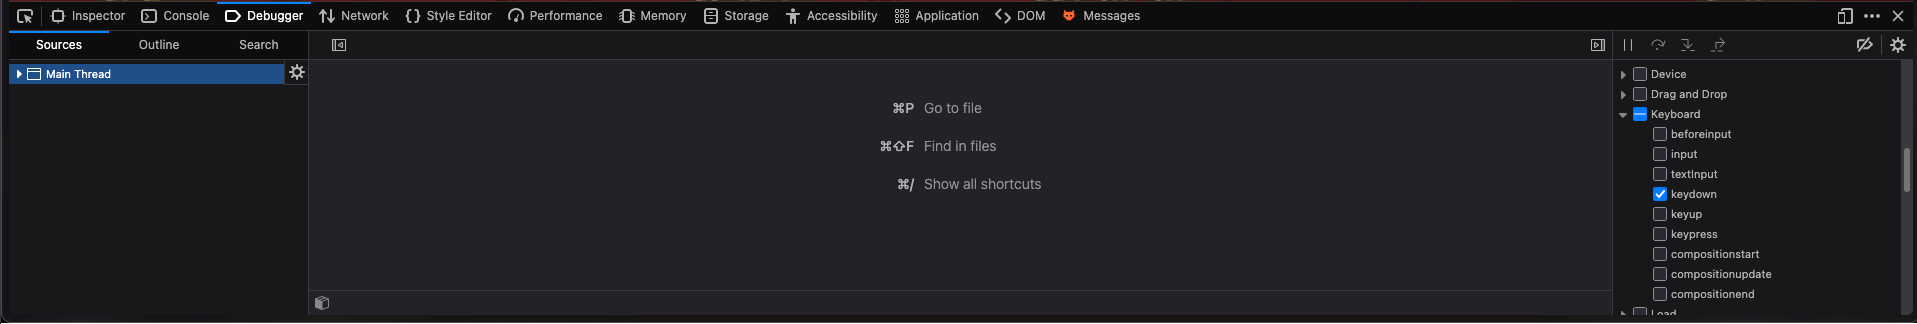 Inspector Console Debugger Network Style Editor Performance Memory Storage Accessibility Application DOM Messages
Sources Outline Search
Main Thread
⌘P Go to file
⌘⇧F Find in files
⌘/ Show all shortcuts
Device
Drag and Drop
Keyboard
beforeinput
input
textInput
keydown
keyup
keypress
compositionstart
compositionupdate
compositionend
Load